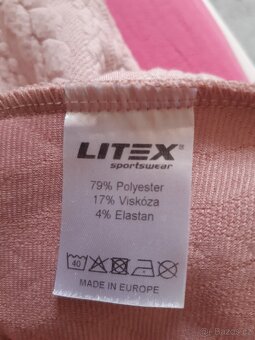 LITEX®
sportswear
79% Polyester
17% Viskóza
4% Elastan
40
MADE IN EUROPE